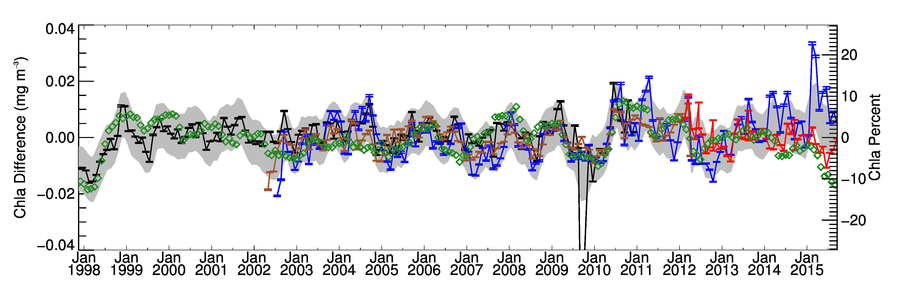 Chla Difference (mg m⁻³)
0.04
0.02
0.00
−0.02
−0.04
20
10
0
−10
−20
Chla Percent
Jan Jan Jan Jan Jan Jan Jan Jan Jan Jan Jan Jan Jan Jan Jan Jan Jan Jan
1998 1999 2000 2001 2002 2003 2004 2005 2006 2007 2008 2009 2010 2011 2012 2013 2014 2015